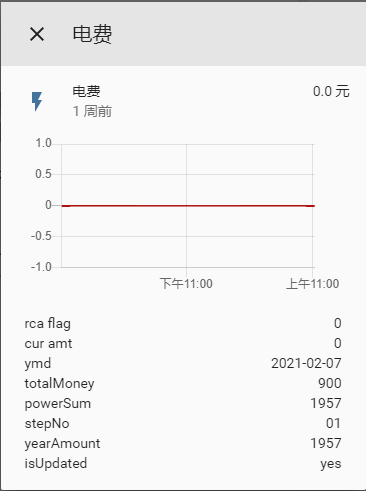 电费
电费 0.0 元
1 周前
1.0
0.5
0
-0.5
-1.0
下午11:00 上午11:00
rca flag 0
cur amt 0
ymd 2021-02-07
totalMoney 900
powerSum 1957
stepNo 01
yearAmount 1957
isUpdated yes